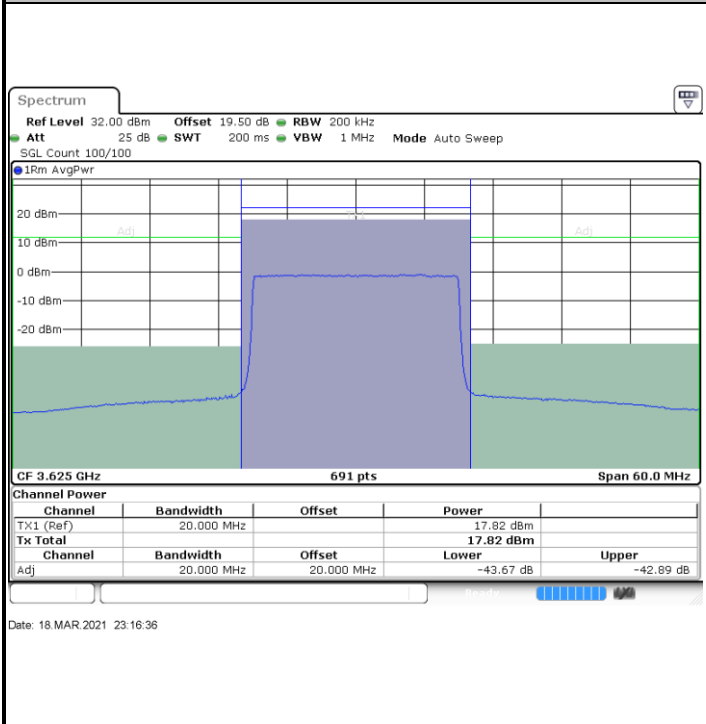 Spectrum
Ref Level 32.00 dBm Offset 19.50 dB RBW 200 kHz
Att 25 dB SWT 200 ms VBW 1 MHz Mode Auto Sweep
SGL Count 100/100
1Rm AvgPwr
20 dBm
Adj Adj
10 dBm
0 dBm
-10 dBm
-20 dBm
CF 3.625 GHz 691 pts Span 60.0 MHz
Channel Power
Channel Bandwidth Offset Power
TX1 (Ref) 20.000 MHz 17.82 dBm
Tx Total 17.82 dBm
Channel Bandwidth Offset Lower Upper
Adj 20.000 MHz 20.000 MHz -43.67 dB -42.89 dB
Ready
Date: 18.MAR.2021 23:16:36